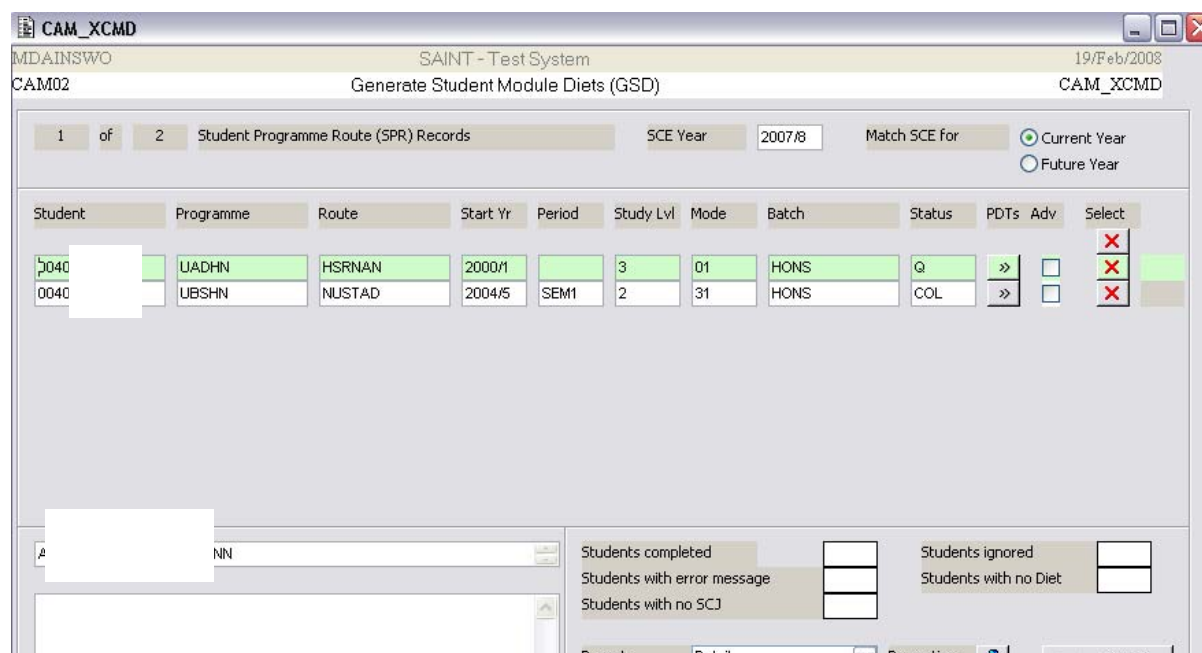 CAM_XCMD
MDAINSWO SAINT - Test System 19/Feb/2008
CAM02 Generate Student Module Diets (GSD) CAM_XCMD
1 of 2 Student Programme Route (SPR) Records SCE Year 2007/8 Match SCE for Current Year
Future Year
Student Programme Route Start Yr Period Study Lvl Mode Batch Status PDTs Adv Select
0040 UADHN HSRNAN 2000/1 3 01 HONS Q »
0040 UBSHN NUSTAD 2004/5 SEM1 2 31 HONS COL »
A NN Students completed Students ignored
Students with error message Students with no Diet
Students with no SCJ